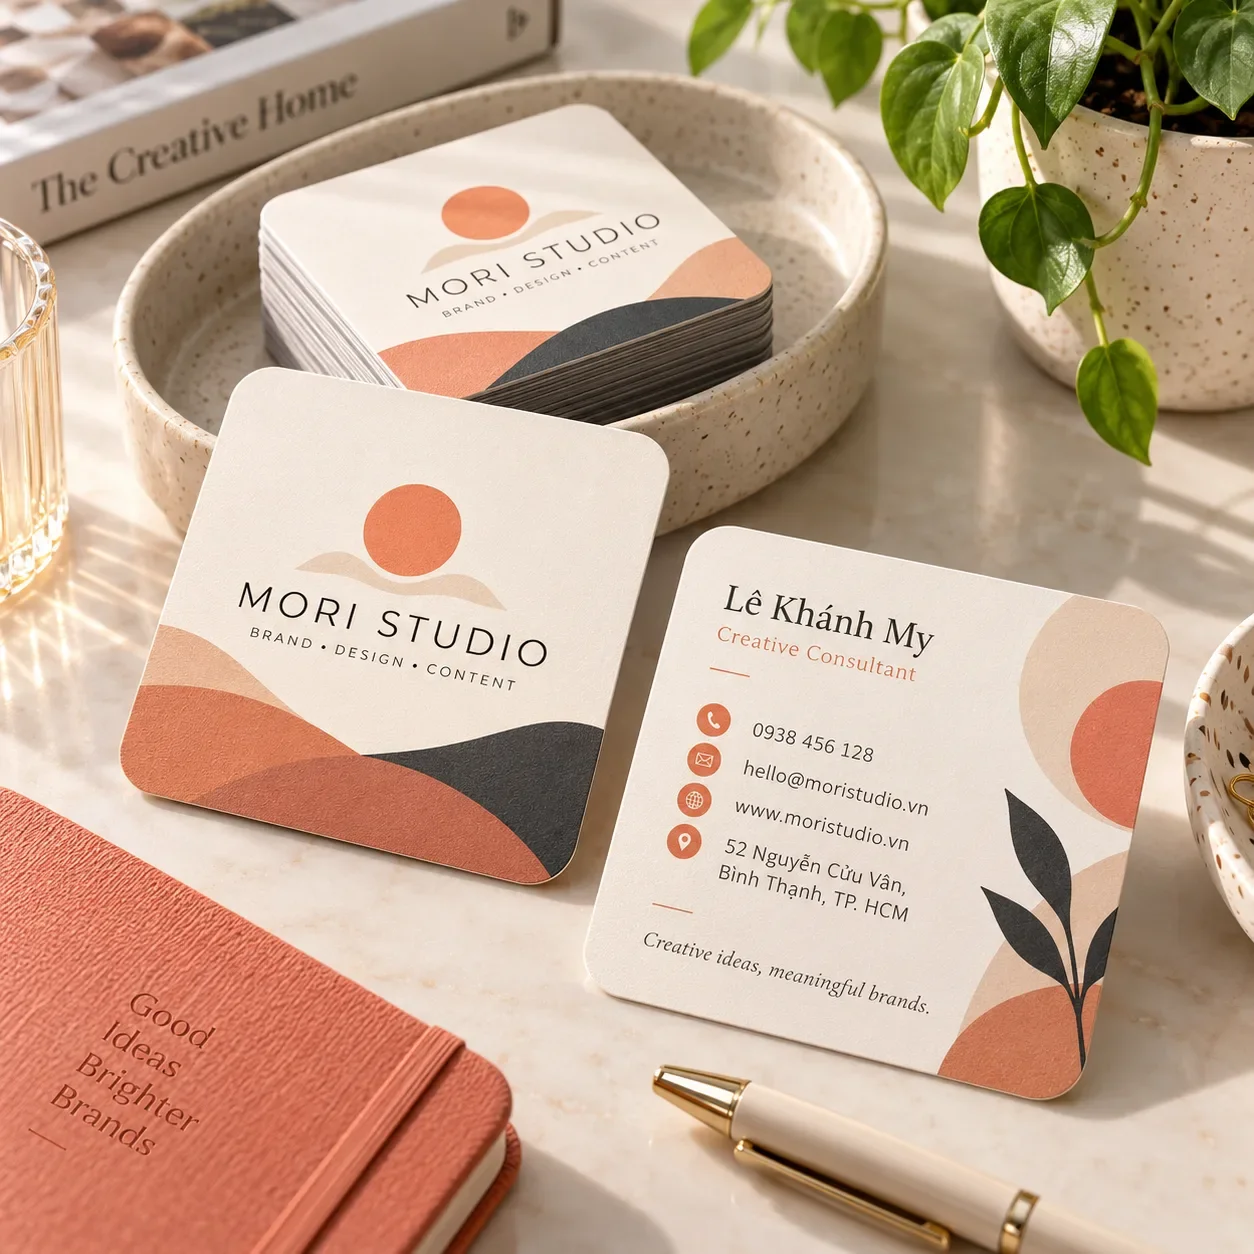 The Creative Home
MORI STUDIO
BRAND • DESIGN • CONTENT
MORI STUDIO
BRAND • DESIGN • CONTENT
Lê Khánh My
Creative Consultant
0938 456 128
hello@moristudio.vn
www.moristudio.vn
52 Nguyễn Cửu Vân,
Bình Thạnh, TP. HCM
Creative ideas, meaningful brands.
Good
Ideas
Brighter
Brands